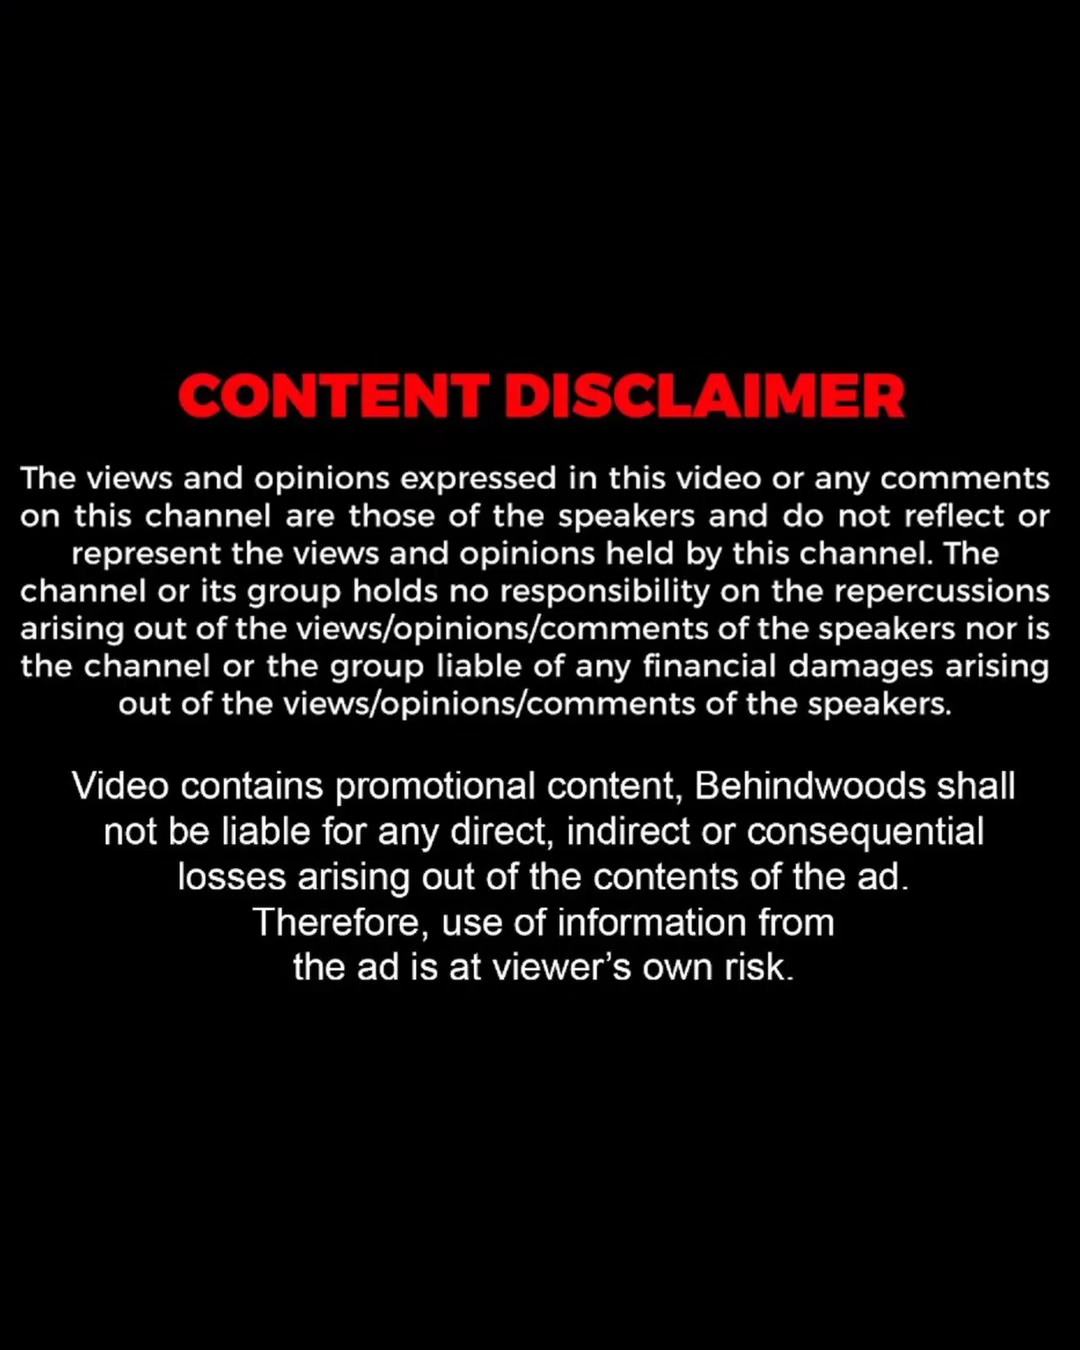 CONTENT DISCLAIMER
The views and opinions expressed in this video or any comments
on this channel are those of the speakers and do not reflect or
represent the views and opinions held by this channel. The
channel or its group holds no responsibility on the repercussions
arising out of the views/opinions/comments of the speakers nor is
the channel or the group liable of any financial damages arising
out of the views/opinions/comments of the speakers.
Video contains promotional content, Behindwoods shall
not be liable for any direct, indirect or consequential
losses arising out of the contents of the ad.
Therefore, use of information from
the ad is at viewer’s own risk.